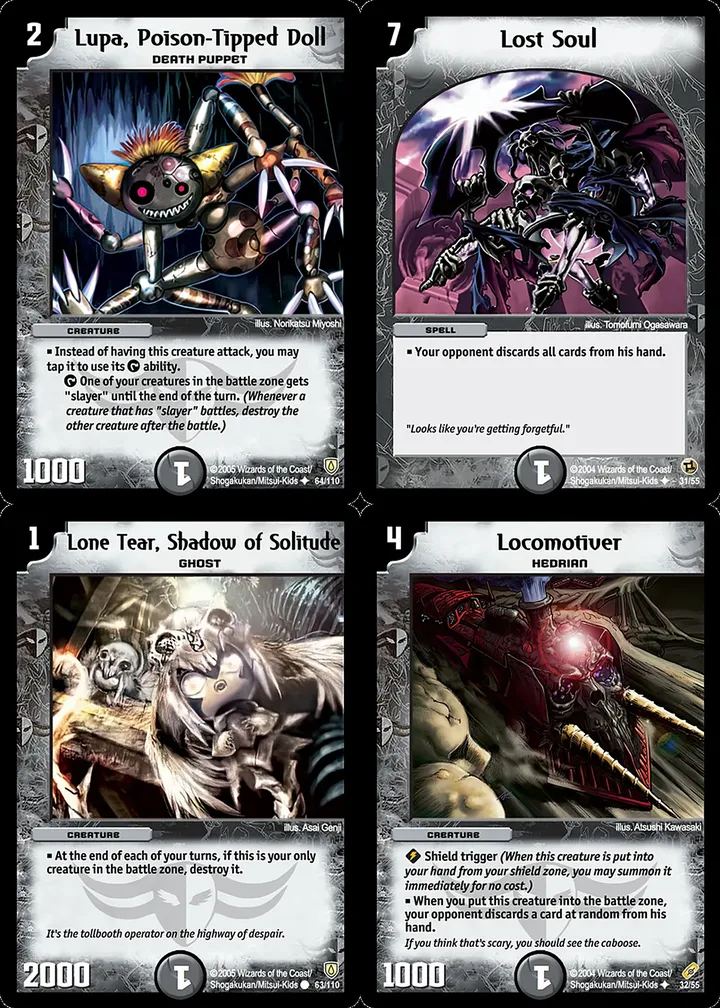 2 Lupa, Poison-Tipped Doll
DEATH PUPPET
illus. Norikatsu Miyoshi
CREATURE
▪ Instead of having this creature attack, you may
tap it to use its ability.
One of your creatures in the battle zone gets
"slayer" until the end of the turn. (Whenever a
creature that has "slayer" battles, destroy the
other creature after the battle.)
1000
1
©2005 Wizards of the Coast/
Shogakukan/Mitsui-Kids ✦ 64/110
7 Lost Soul
illus. Tomofumi Ogasawara
SPELL
▪ Your opponent discards all cards from his hand.
"Looks like you're getting forgetful."
1
©2004 Wizards of the Coast/
Shogakukan/Mitsui-Kids ✦ 31/55
1 Lone Tear, Shadow of Solitude
GHOST
illus. Asai Genji
CREATURE
▪ At the end of each of your turns, if this is your only
creature in the battle zone, destroy it.
It's the tollbooth operator on the highway of despair.
2000
1
©2005 Wizards of the Coast/
Shogakukan/Mitsui-Kids ● 63/110
4 Locomotiver
HEDRIAN
illus. Atsushi Kawasaki
CREATURE
Shield trigger (When this creature is put into
your hand from your shield zone, you may summon it
immediately for no cost.)
▪ When you put this creature into the battle zone,
your opponent discards a card at random from his
hand.
If you think that's scary, you should see the caboose.
1000
1
©2004 Wizards of the Coast/
Shogakukan/Mitsui-Kids ✦ 32/55